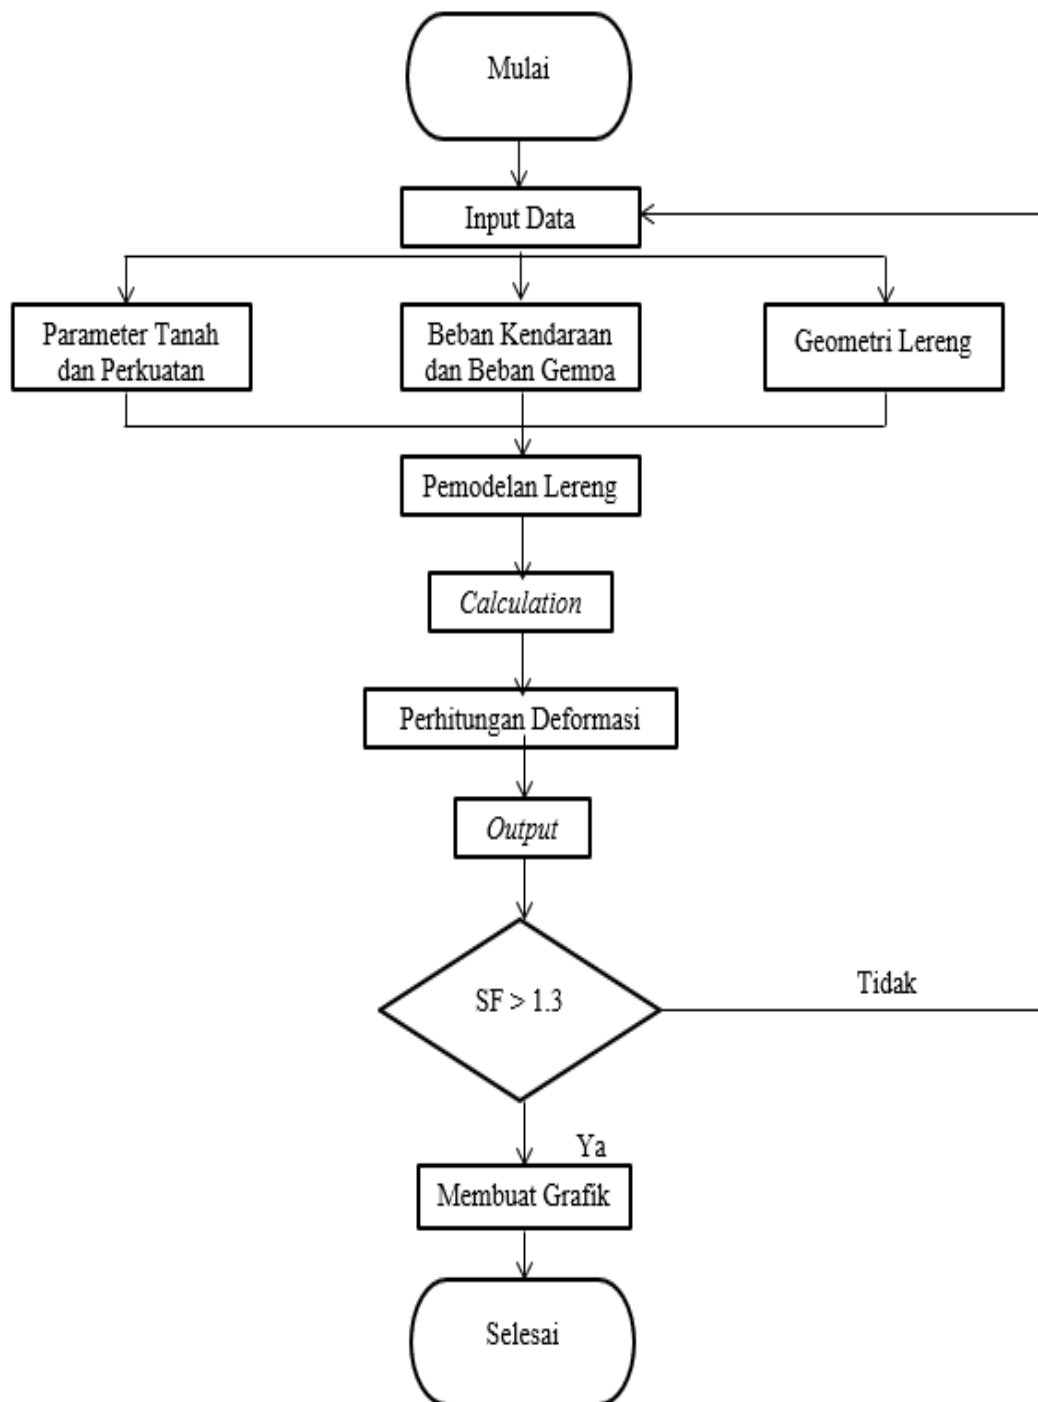 Mulai
Input Data
Parameter Tanah
dan Perkuatan
Beban Kendaraan
dan Beban Gempa
Geometri Lereng
Pemodelan Lereng
Calculation
Perhitungan Deformasi
Output
SF > 1.3
Tidak
Ya
Membuat Grafik
Selesai